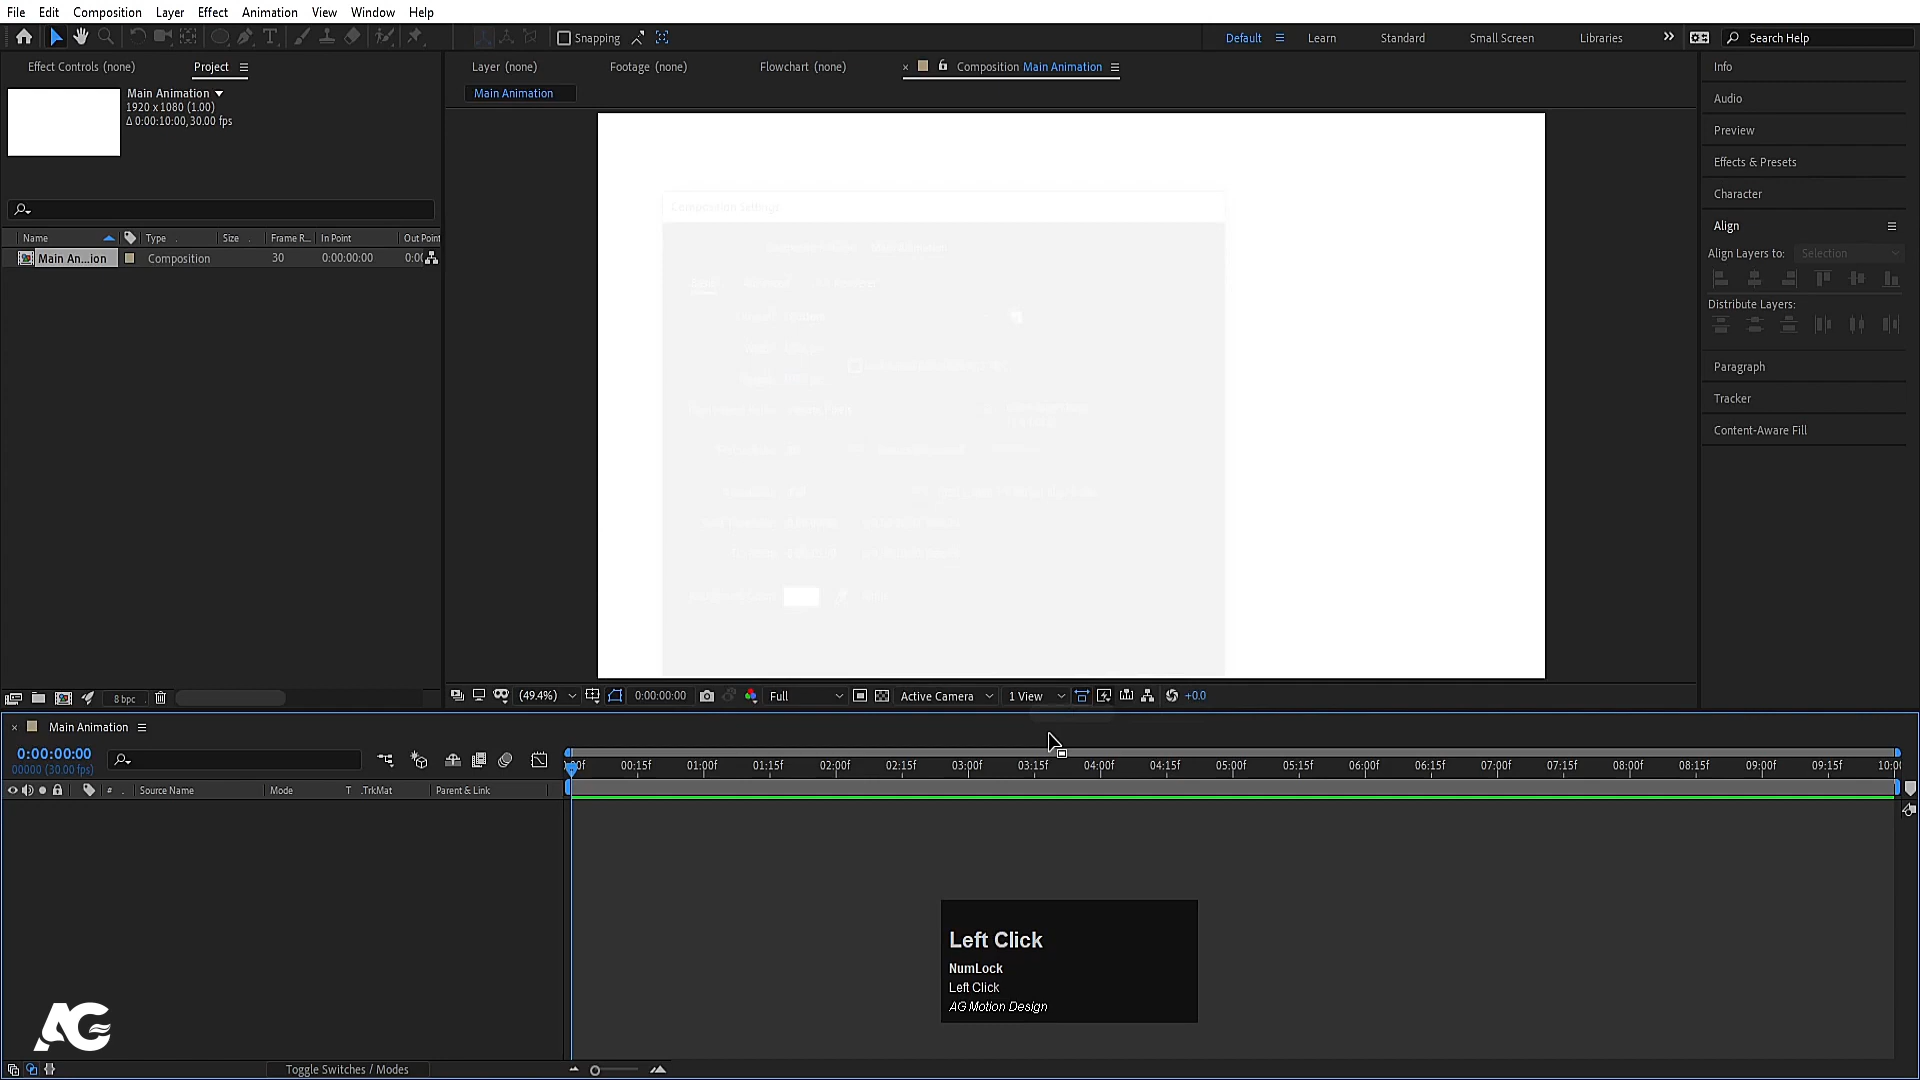 File Edit Composition Layer Effect Animation View Window Help
Snapping
Default Learn Standard Small Screen Libraries
Search Help
Effect Controls (none) Project
Layer (none) Footage (none) Flowchart (none) Composition Main Animation
Main Animation
Main Animation
1920 x 1080 (1.00)
Δ 0:00:10:00, 30.00 fps
Name Type Size Frame R... In Point Out Point
Main An...ion Composition 30 0:00:00:00 0:0
Composition Settings
Info
Audio
Preview
Effects & Presets
Character
Align
Align Layers to: Selection
Distribute Layers:
Paragraph
Tracker
Content-Aware Fill
8 bpc
(49.4%) 0:00:00:00 Full Active Camera 1 View +0.0
Main Animation
0:00:00:00
00000 (30.00 fps)
:00f 00:15f 01:00f 01:15f 02:00f 02:15f 03:00f 03:15f 04:00f 04:15f 05:00f 05:15f 06:00f 06:15f 07:00f 07:15f 08:00f 08:15f 09:00f 09:15f 10:0
# Source Name Mode T .TrkMat Parent & Link
Left Click
NumLock
Left Click
AG Motion Design
AG
Toggle Switches / Modes